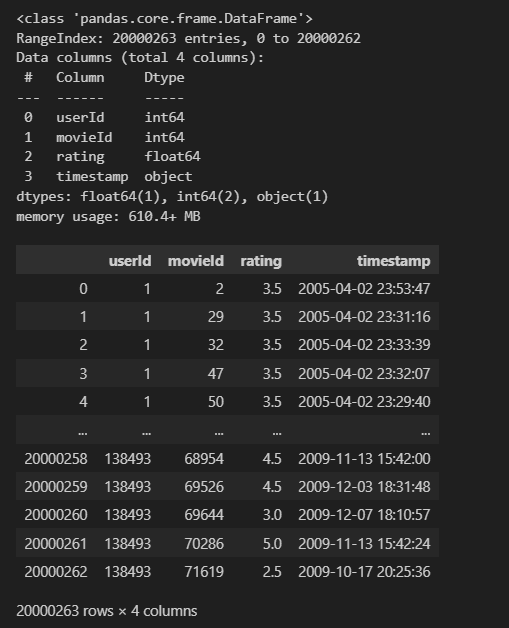 <class 'pandas.core.frame.DataFrame'>
RangeIndex: 20000263 entries, 0 to 20000262
Data columns (total 4 columns):
 #   Column     Dtype
---  ------     -----
 0   userId     int64
 1   movieId    int64
 2   rating     float64
 3   timestamp  object
dtypes: float64(1), int64(2), object(1)
memory usage: 610.4+ MB
userId movieId rating timestamp
0 1 2 3.5 2005-04-02 23:53:47
1 1 29 3.5 2005-04-02 23:31:16
2 1 32 3.5 2005-04-02 23:33:39
3 1 47 3.5 2005-04-02 23:32:07
4 1 50 3.5 2005-04-02 23:29:40
... ... ... ... ...
20000258 138493 68954 4.5 2009-11-13 15:42:00
20000259 138493 69526 4.5 2009-12-03 18:31:48
20000260 138493 69644 3.0 2009-12-07 18:10:57
20000261 138493 70286 5.0 2009-11-13 15:42:24
20000262 138493 71619 2.5 2009-10-17 20:25:36
20000263 rows × 4 columns